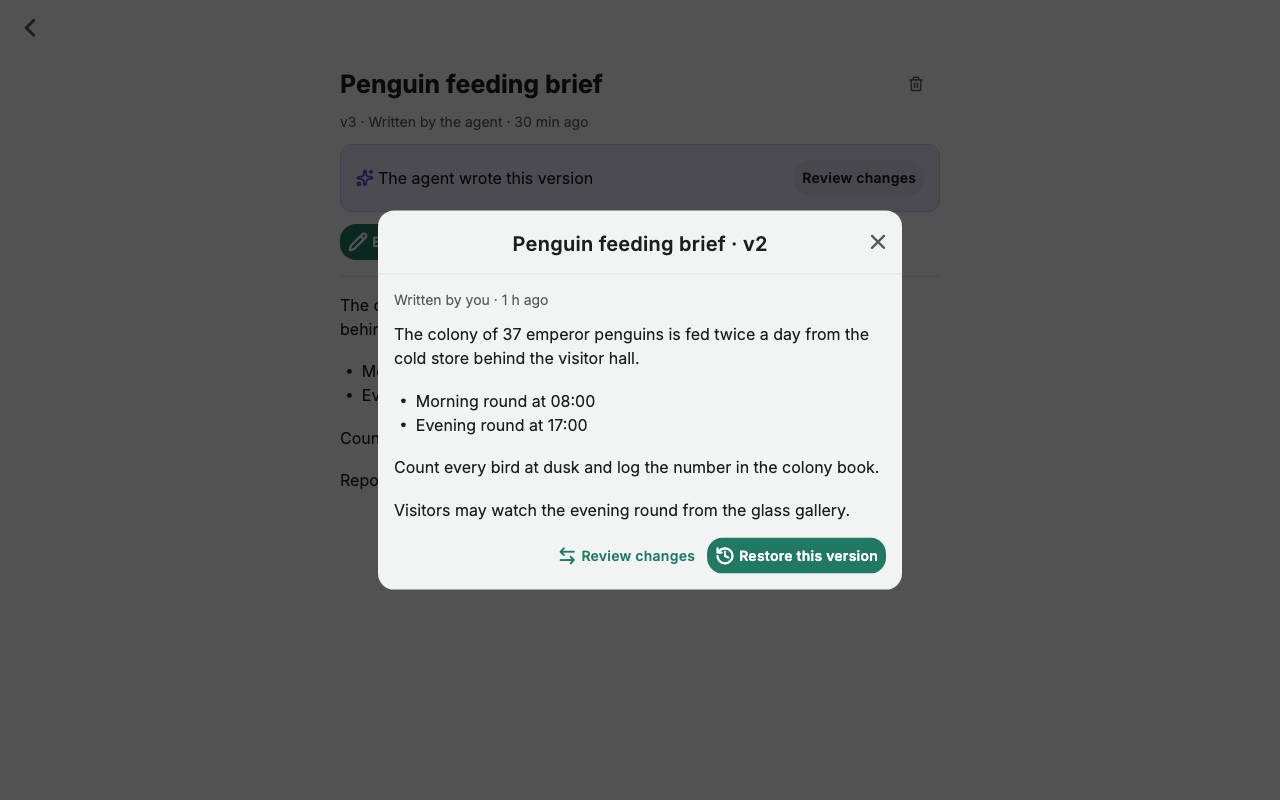 Penguin feeding brief
v3 · Written by the agent · 30 min ago
The agent wrote this version
Review changes
Penguin feeding brief · v2
Written by you · 1 h ago
The colony of 37 emperor penguins is fed twice a day from the
cold store behind the visitor hall.
• Morning round at 08:00
• Evening round at 17:00
Count every bird at dusk and log the number in the colony book.
Visitors may watch the evening round from the glass gallery.
Review changes
Restore this version
The